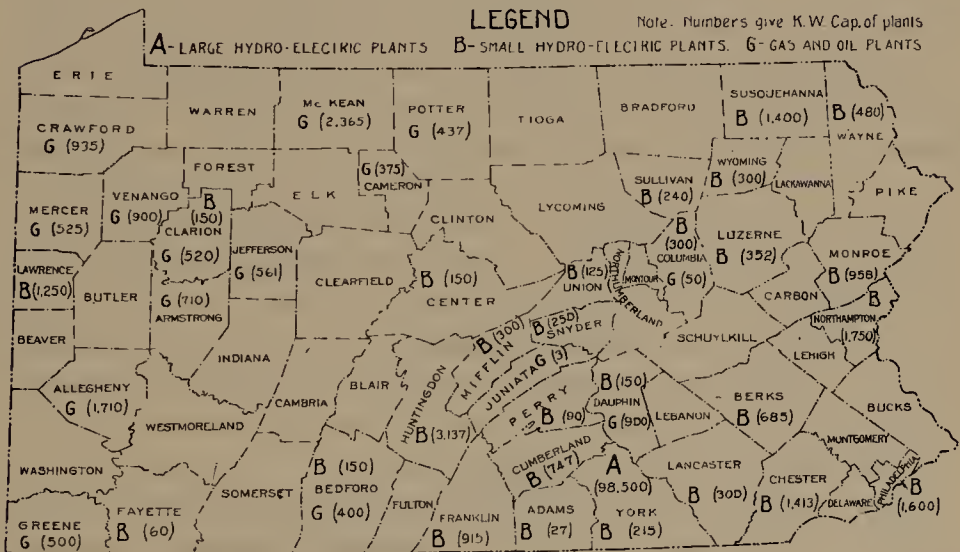 LEGEND
Note- Numbers give K.W. Cap. of plants
A-LARGE HYDRO-ELECTRIC PLANTS B-SMALL HYDRO-ELECTRIC PLANTS. G-GAS AND OIL PLANTS
ERIE
WARREN
McKEAN
G (2,365)
POTTER
G (437)
TIOGA
BRADFORD
SUSQUEHANNA
B (1,400)
B (480)
WAYNE
CRAWFORD
G (935)
FOREST
B
(150)
ELK
G (375)
CAMERON
SULLIVAN
B (240)
WYOMING
B (300)
LACKAWANNA
PIKE
MERCER
G (525)
VENANGO
G (900)
CLARION
G (520)
JEFFERSON
G (561)
CLINTON
LYCOMING
B
(300)
COLUMBIA
G (50)
LUZERNE
B (352)
MONROE
B (958)
LAWRENCE
B (1,250)
BUTLER
G (710)
ARMSTRONG
CLEARFIELD
B (150)
CENTER
B (125)
UNION
NORTHUMBERLAND
MONTOUR
CARBON
B
NORTHAMPTON
(1,750)
BEAVER
INDIANA
B (300)
MIFFLIN
B (250)
SNYDER
SCHUYLKILL
LEHIGH
ALLEGHENY
G (1,710)
WESTMORELAND
CAMBRIA
BLAIR
HUNTINGDON
B (3,137)
JUNIATA G (3)
PERRY
B (90)
B (150)
DAUPHIN
G (900)
LEBANUN
BERKS
B (685)
BUCKS
MUNTGOMERY
WASHINGTON
SOMERSET
B (150)
BEDFORD
G (400)
FULTON
CUMBERLAND
B (747)
A
(98,500)
YORK
B (215)
LANCASTER
B (300)
CHESTER
B (1,413)
DELAWARE
PHILADELPHIA
B
(1,600)
GREENE
G (500)
FAYETTE
B (60)
FRANKLIN
B (915)
ADAMS
B (27)